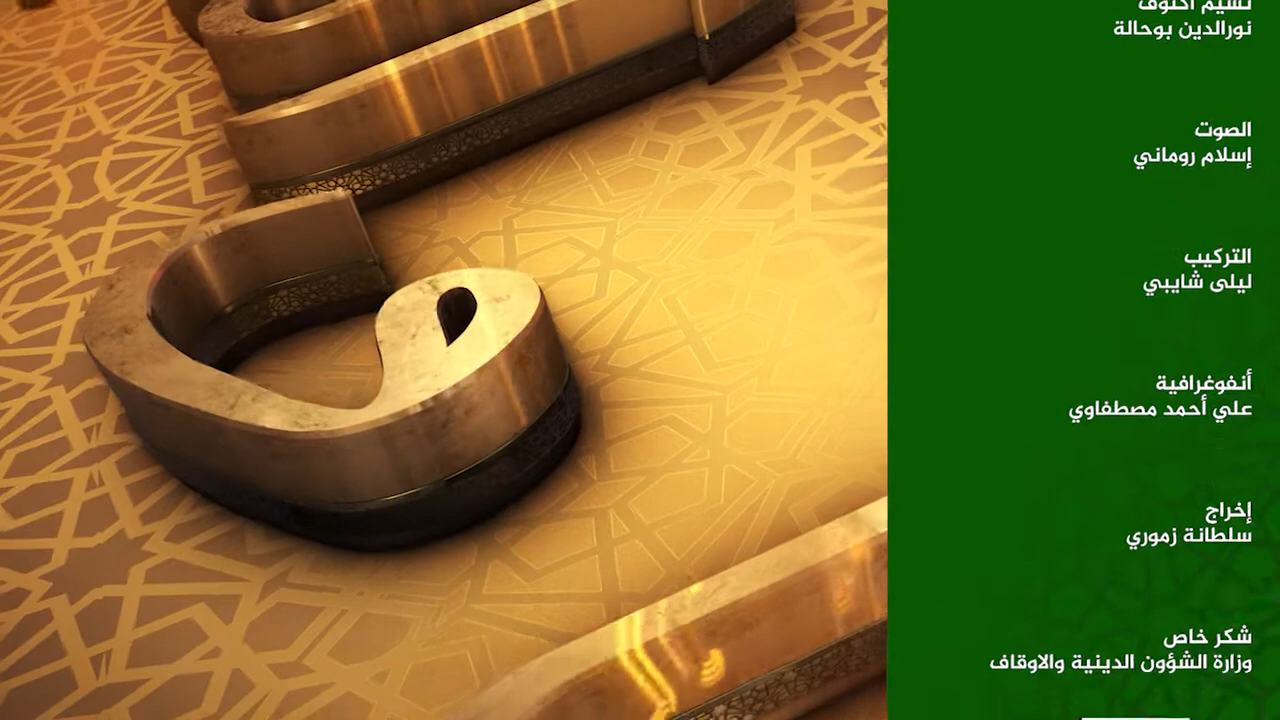 نورالدين بوحالة
الصوت
إسلام روماني
التركيب
ليلى شايبي
أنفوغرافية
علي أحمد مصطفاوي
إخراج
سلطانة زموري
شكر خاص
وزارة الشؤون الدينية والاوقاف